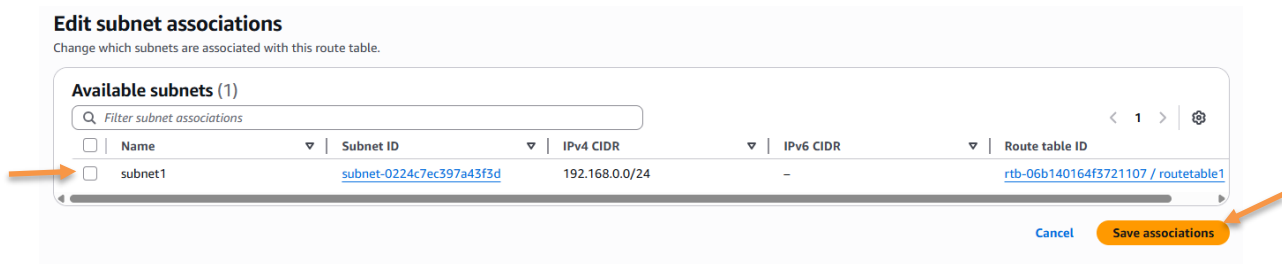 Edit subnet associations
Change which subnets are associated with this route table.
Available subnets (1)
Filter subnet associations
1
Name Subnet ID IPv4 CIDR IPv6 CIDR Route table ID
subnet1 subnet-0224c7ec397a43f3d 192.168.0.0/24 – rtb-06b140164f3721107 / routetable1
Cancel Save associations